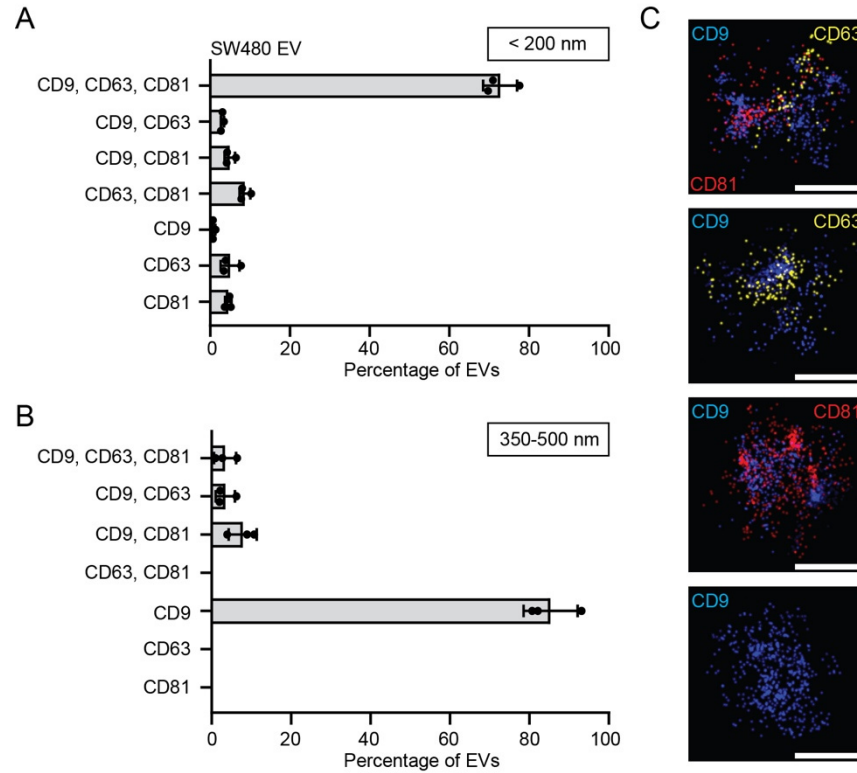 A
SW480 EV
< 200 nm
CD9, CD63, CD81
CD9, CD63
CD9, CD81
CD63, CD81
CD9
CD63
CD81
0 20 40 60 80 100
Percentage of EVs
B
350-500 nm
CD9, CD63, CD81
CD9, CD63
CD9, CD81
CD63, CD81
CD9
CD63
CD81
0 20 40 60 80 100
Percentage of EVs
C
CD9 CD63
CD81
CD9 CD63
CD9 CD81
CD9